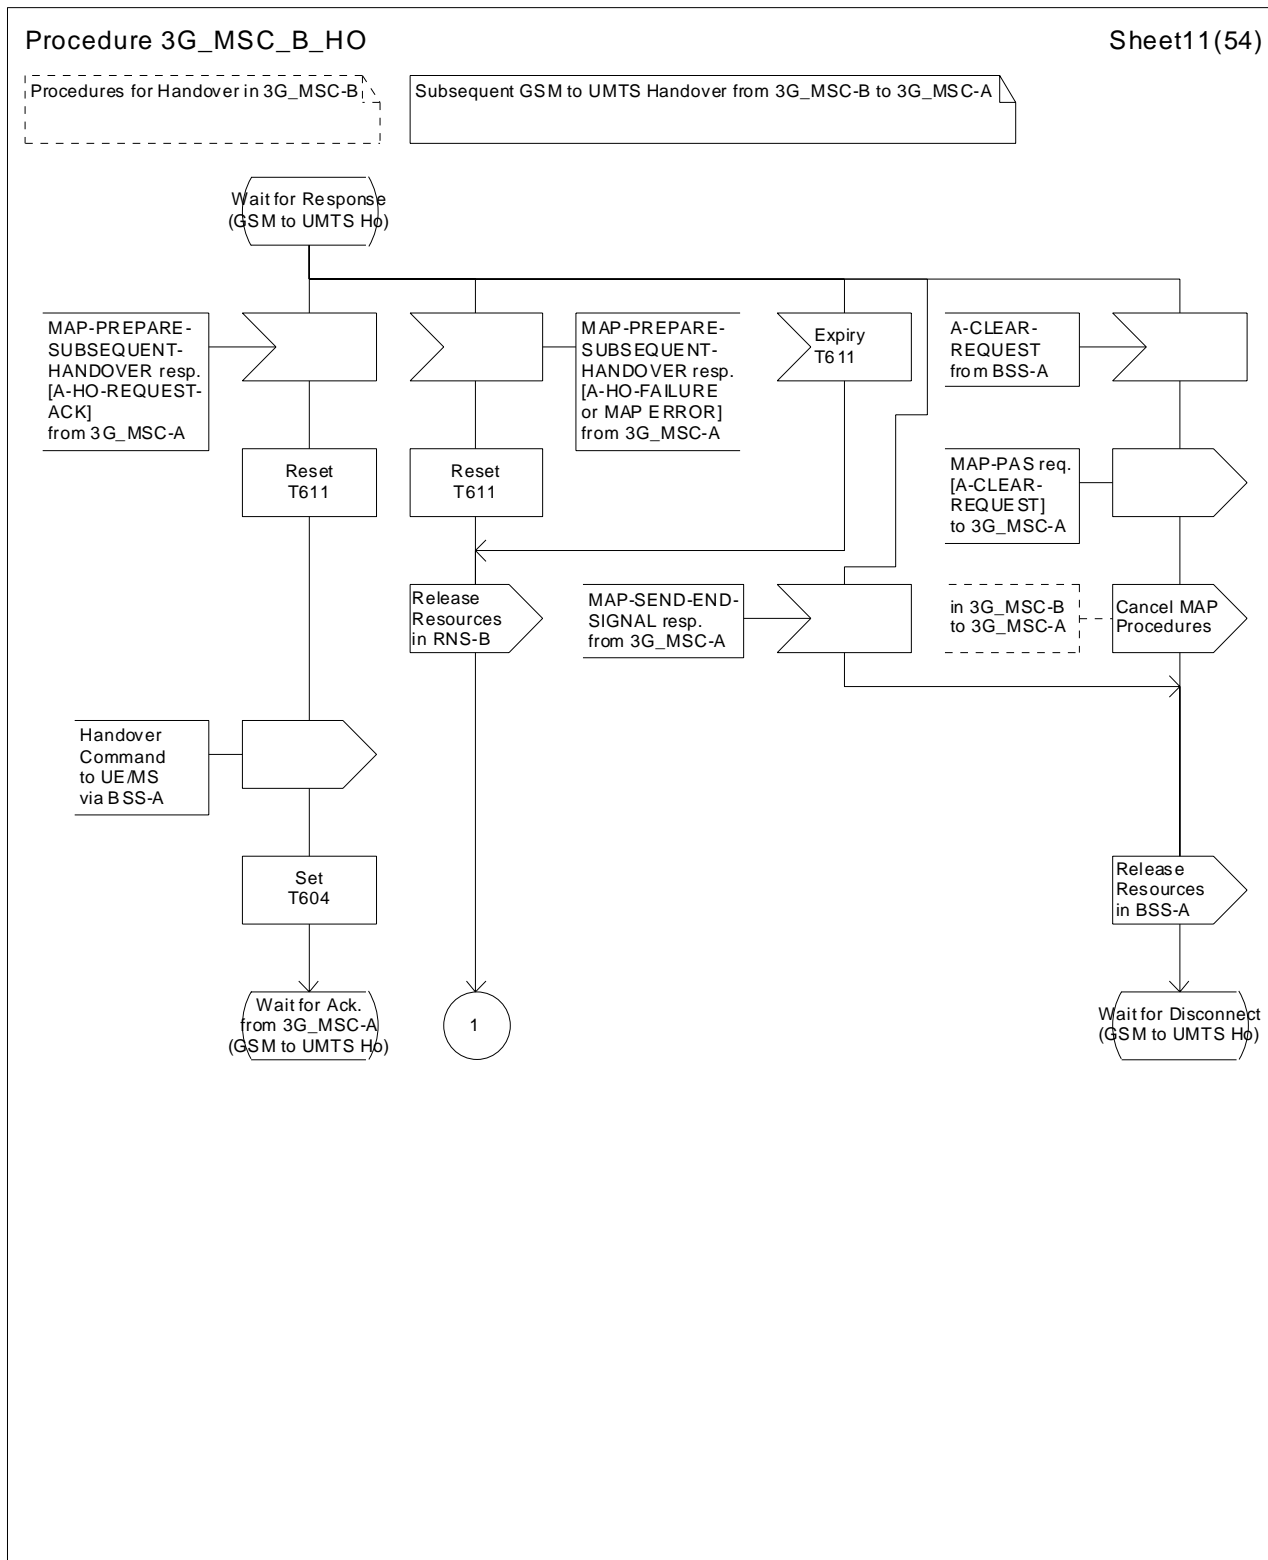 Procedure 3G_MSC_B_HO
Sheet11(54)
Procedures for Handover in 3G_MSC-B
Subsequent GSM to UMTS Handover from 3G_MSC-B to 3G_MSC-A
Wait for Response
(GSM to UMTS Ho)
MAP-PREPARE-
SUBSEQUENT-
HANDOVER resp.
[A-HO-REQUEST-
ACK]
from 3G_MSC-A
MAP-PREPARE-
SUBSEQUENT-
HANDOVER resp.
[A-HO-FAILURE
or MAP ERROR]
from 3G_MSC-A
Expiry
T611
A-CLEAR-
REQUEST
from BSS-A
Reset
T611
Reset
T611
MAP-PAS req.
[A-CLEAR-
REQUEST]
to 3G_MSC-A
Release
Resources
in RNS-B
MAP-SEND-END-
SIGNAL resp.
from 3G_MSC-A
in 3G_MSC-B
to 3G_MSC-A
Cancel MAP
Procedures
Handover
Command
to UE/MS
via BSS-A
Set
T604
Release
Resources
in BSS-A
Wait for Ack.
from 3G_MSC-A
(GSM to UMTS Ho)
1
Wait for Disconnect
(GSM to UMTS Ho)